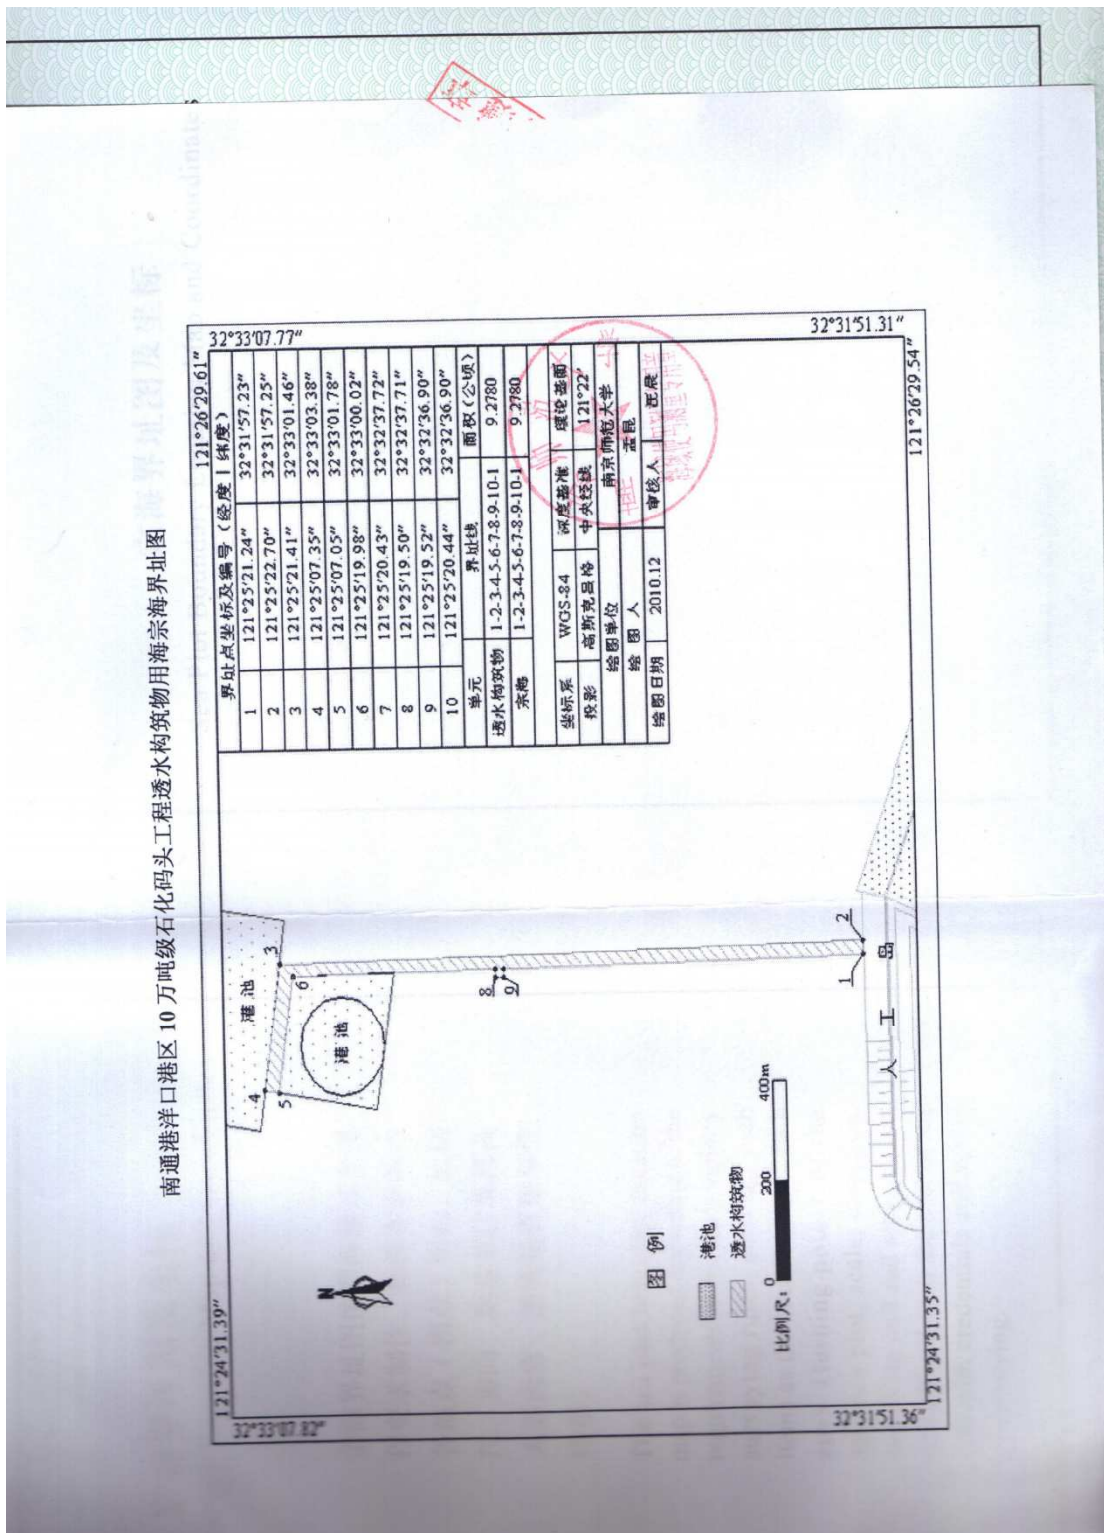 南通港洋口港区 10 万吨级石化码头工程透水构筑物用海宗海界址图
121°24′31.39″
121°26′29.61″
32°33′07.82″
32°33′07.77″
界址点坐标及编号（经度 | 纬度）
1 121°25′21.24″ 32°31′57.23″
2 121°25′22.70″ 32°31′57.25″
3 121°25′21.41″ 32°33′01.46″
4 121°25′07.35″ 32°33′03.38″
5 121°25′07.05″ 32°33′01.78″
6 121°25′19.98″ 32°33′00.02″
7 121°25′20.43″ 32°32′37.72″
8 121°25′19.50″ 32°32′37.71″
9 121°25′19.52″ 32°32′36.90″
10 121°25′20.44″ 32°32′36.90″
单元 界址线 面积（公顷）
透水构筑物 1-2-3-4-5-6-7-8-9-10-1 9.2780
宗海 1-2-3-4-5-6-7-8-9-10-1 9.2780
坐标系 WGS-84 深度基准 理论基面
投影 高斯克吕格 中央经线 121°22′
绘图单位 南京师范大学
绘图人 孟昆
绘图日期 2010.12 审核人
N
港池
4
3
5
6
港池
8
9
1
2
人工岛
图例
港池
透水构筑物
比例尺：
0 200 400m
32°31′51.36″
32°31′51.31″
121°24′31.35″
121°26′29.54″